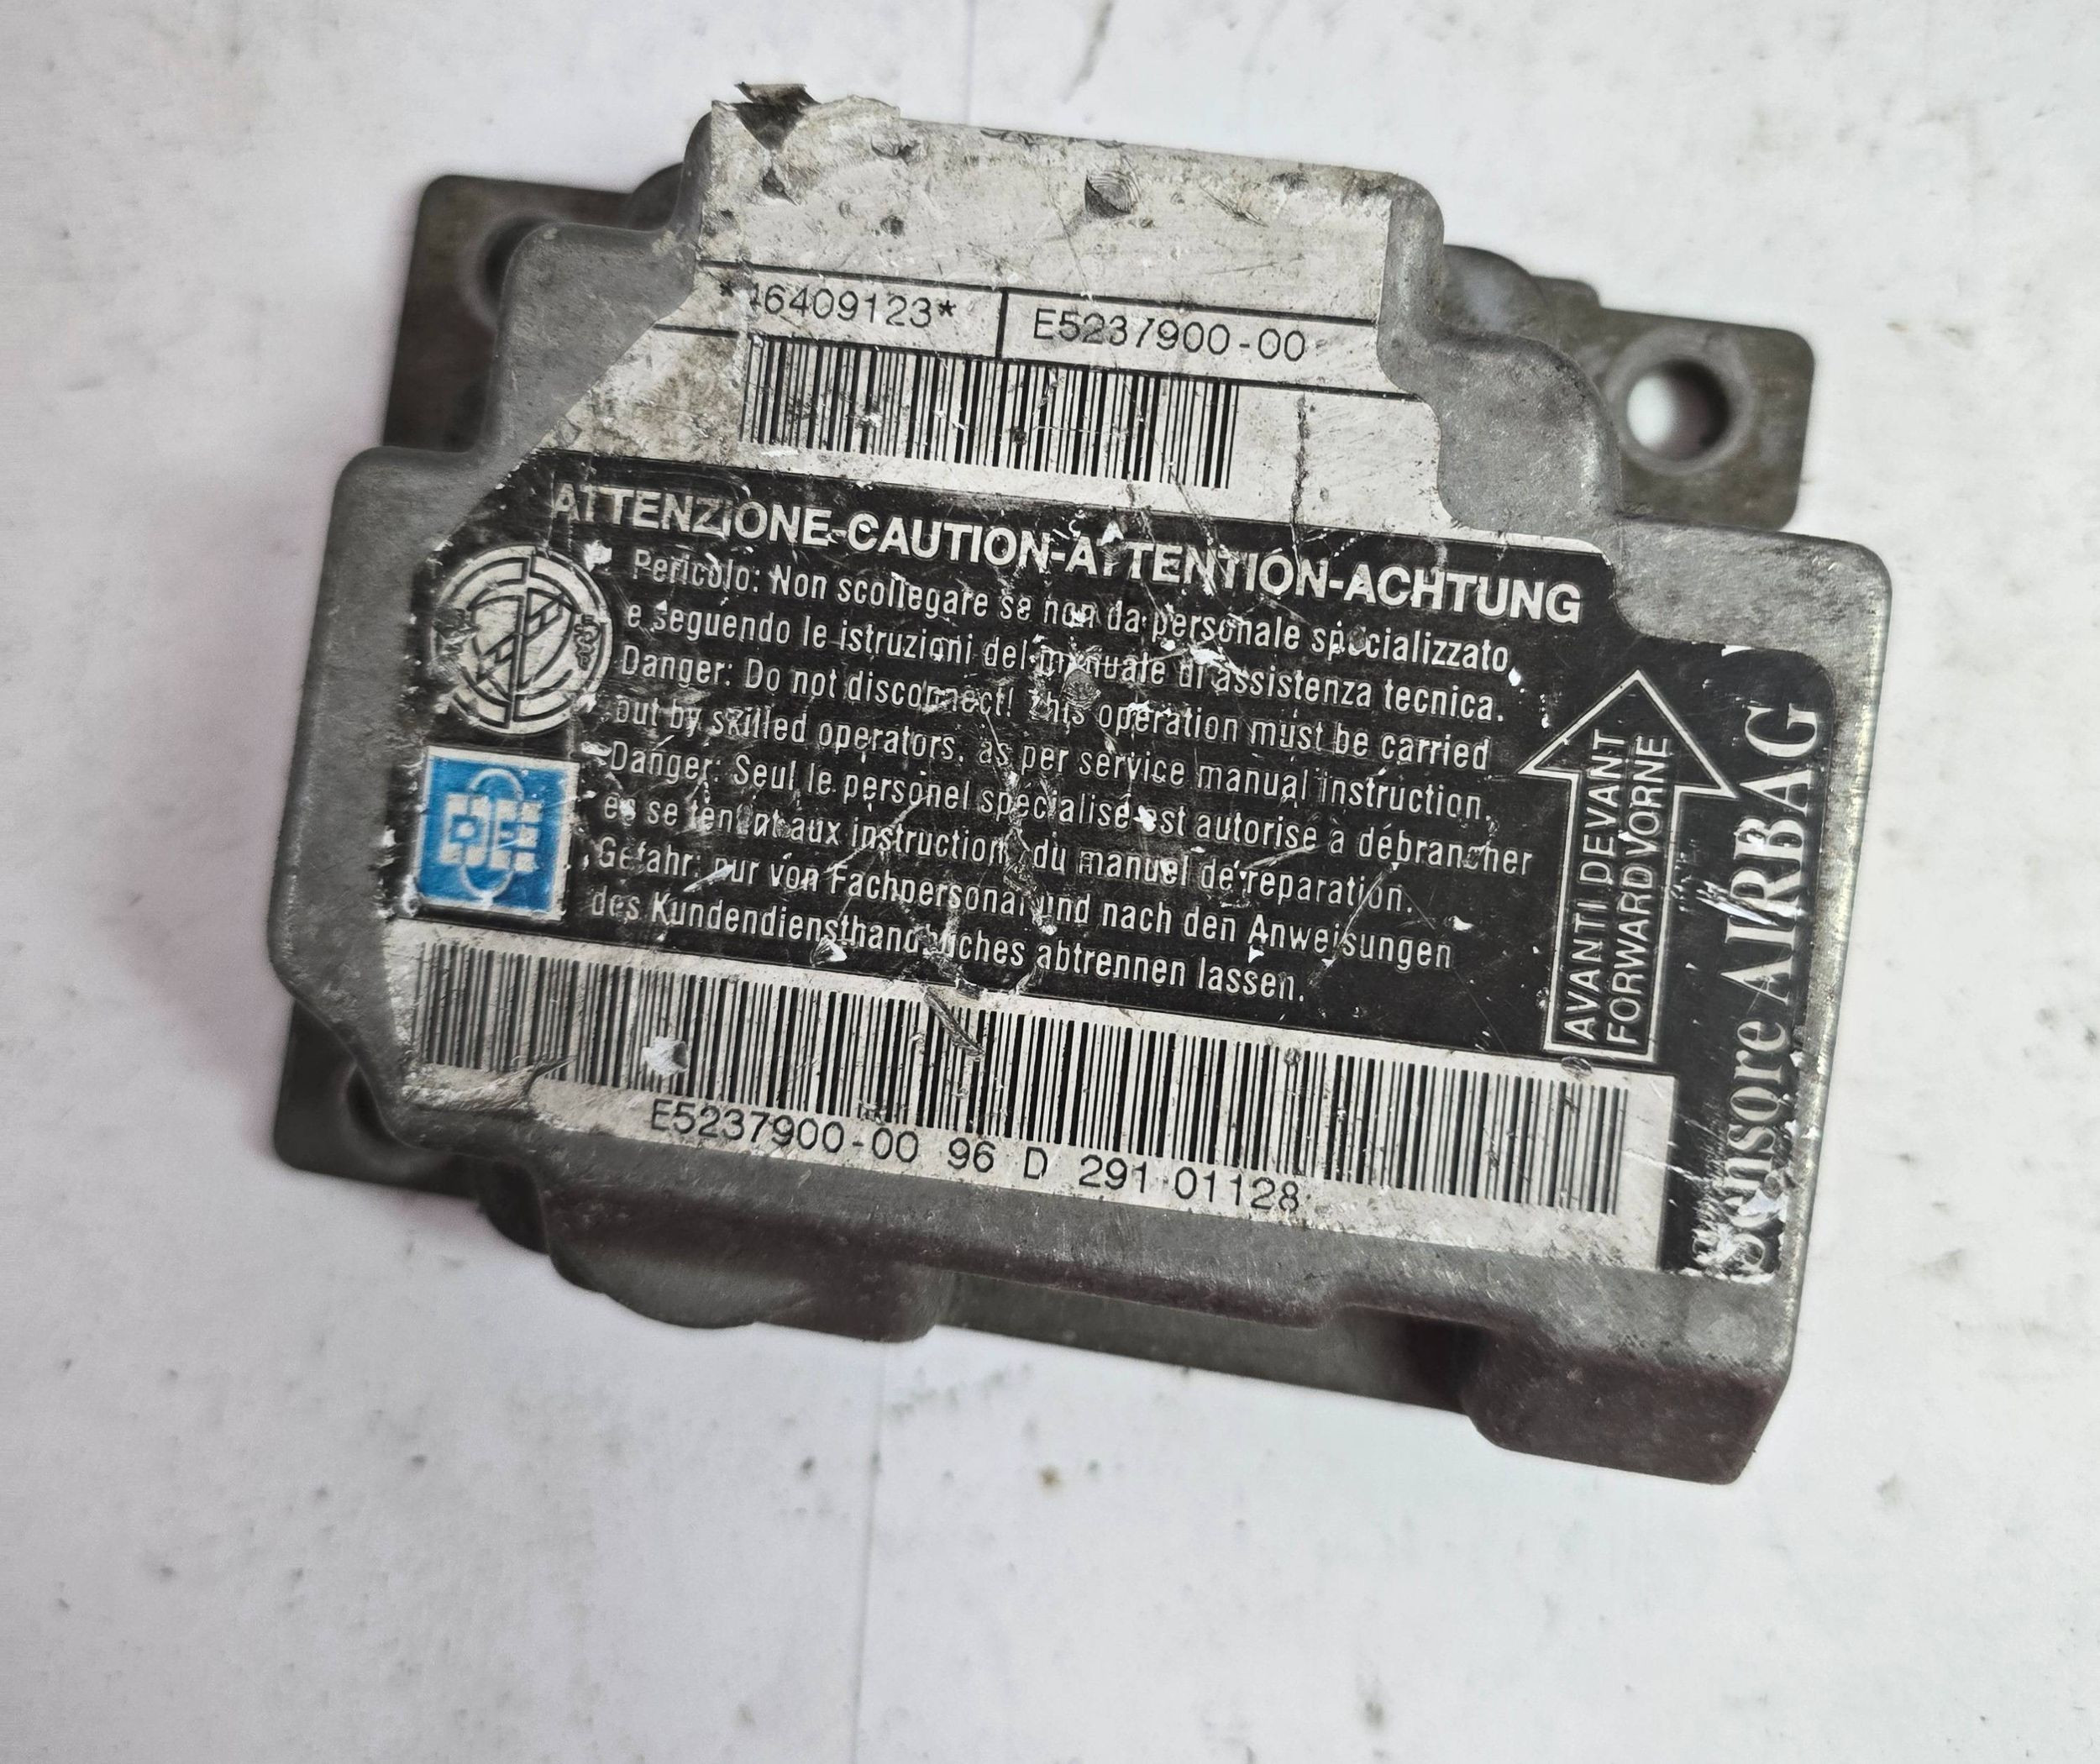 *46409123* E5237900-00
ATTENZIONE-CAUTION-ATTENTION-ACHTUNG
Pericolo: Non scollegare se non da personale specializzato
e seguendo le istruzioni del manuale di assistenza tecnica.
Danger: Do not disconnect! This operation must be carried
out by skilled operators, as per service manual instruction.
Danger: Seul le personel specialisé est autorise à débrancher
en se tenant aux instruction du manuel de reparation.
Gefahr: nur von Fachpersonal und nach den Anweisungen
des Kundendiensthandbuches abtrennen lassen.
AVANTI DEVANT
FORWARD VORNE
Sensore AIRBAG
E5237900-00 96 D 291 01128